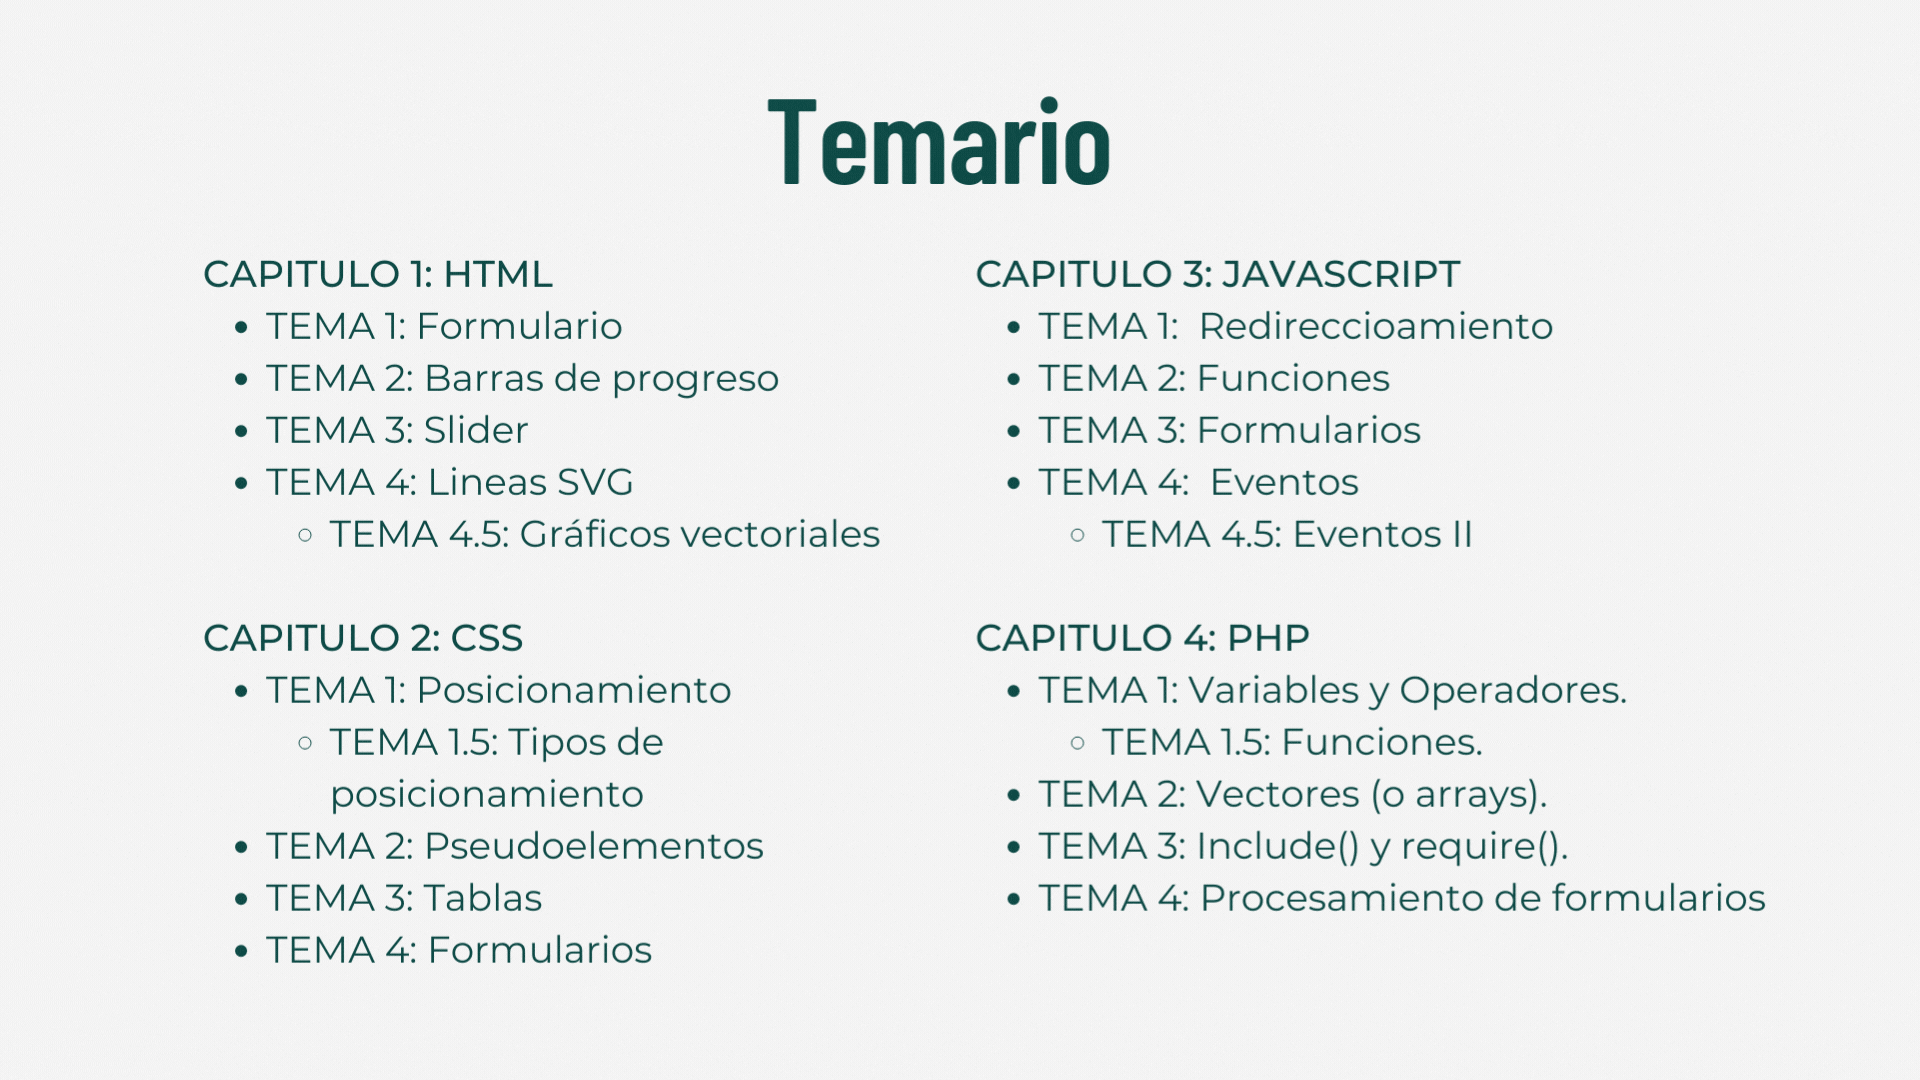 Temario
CAPITULO 1: HTML
• TEMA 1: Formulario
• TEMA 2: Barras de progreso
• TEMA 3: Slider
• TEMA 4: Lineas SVG
○ TEMA 4.5: Gráficos vectoriales
CAPITULO 2: CSS
• TEMA 1: Posicionamiento
○ TEMA 1.5: Tipos de
posicionamiento
• TEMA 2: Pseudoelementos
• TEMA 3: Tablas
• TEMA 4: Formularios
CAPITULO 3: JAVASCRIPT
• TEMA 1:  Redireccioamiento
• TEMA 2: Funciones
• TEMA 3: Formularios
• TEMA 4:  Eventos
○ TEMA 4.5: Eventos II
CAPITULO 4: PHP
• TEMA 1: Variables y Operadores.
○ TEMA 1.5: Funciones.
• TEMA 2: Vectores (o arrays).
• TEMA 3: Include() y require().
• TEMA 4: Procesamiento de formularios